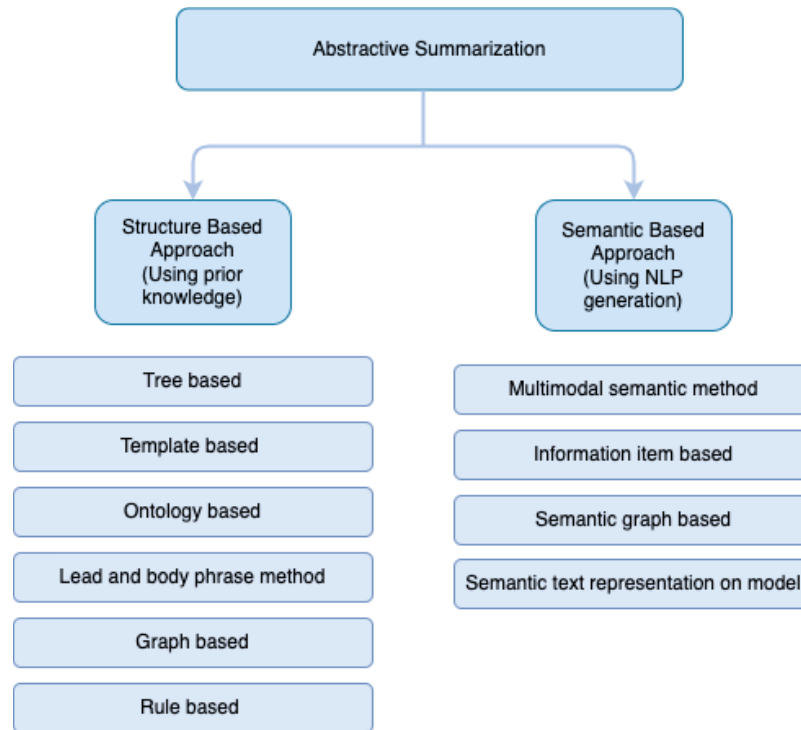 Abstractive Summarization
Structure Based
Approach
(Using prior
knowledge)
Semantic Based
Approach
(Using NLP
generation)
Tree based
Template based
Ontology based
Lead and body phrase method
Graph based
Rule based
Multimodal semantic method
Information item based
Semantic graph based
Semantic text representation on model